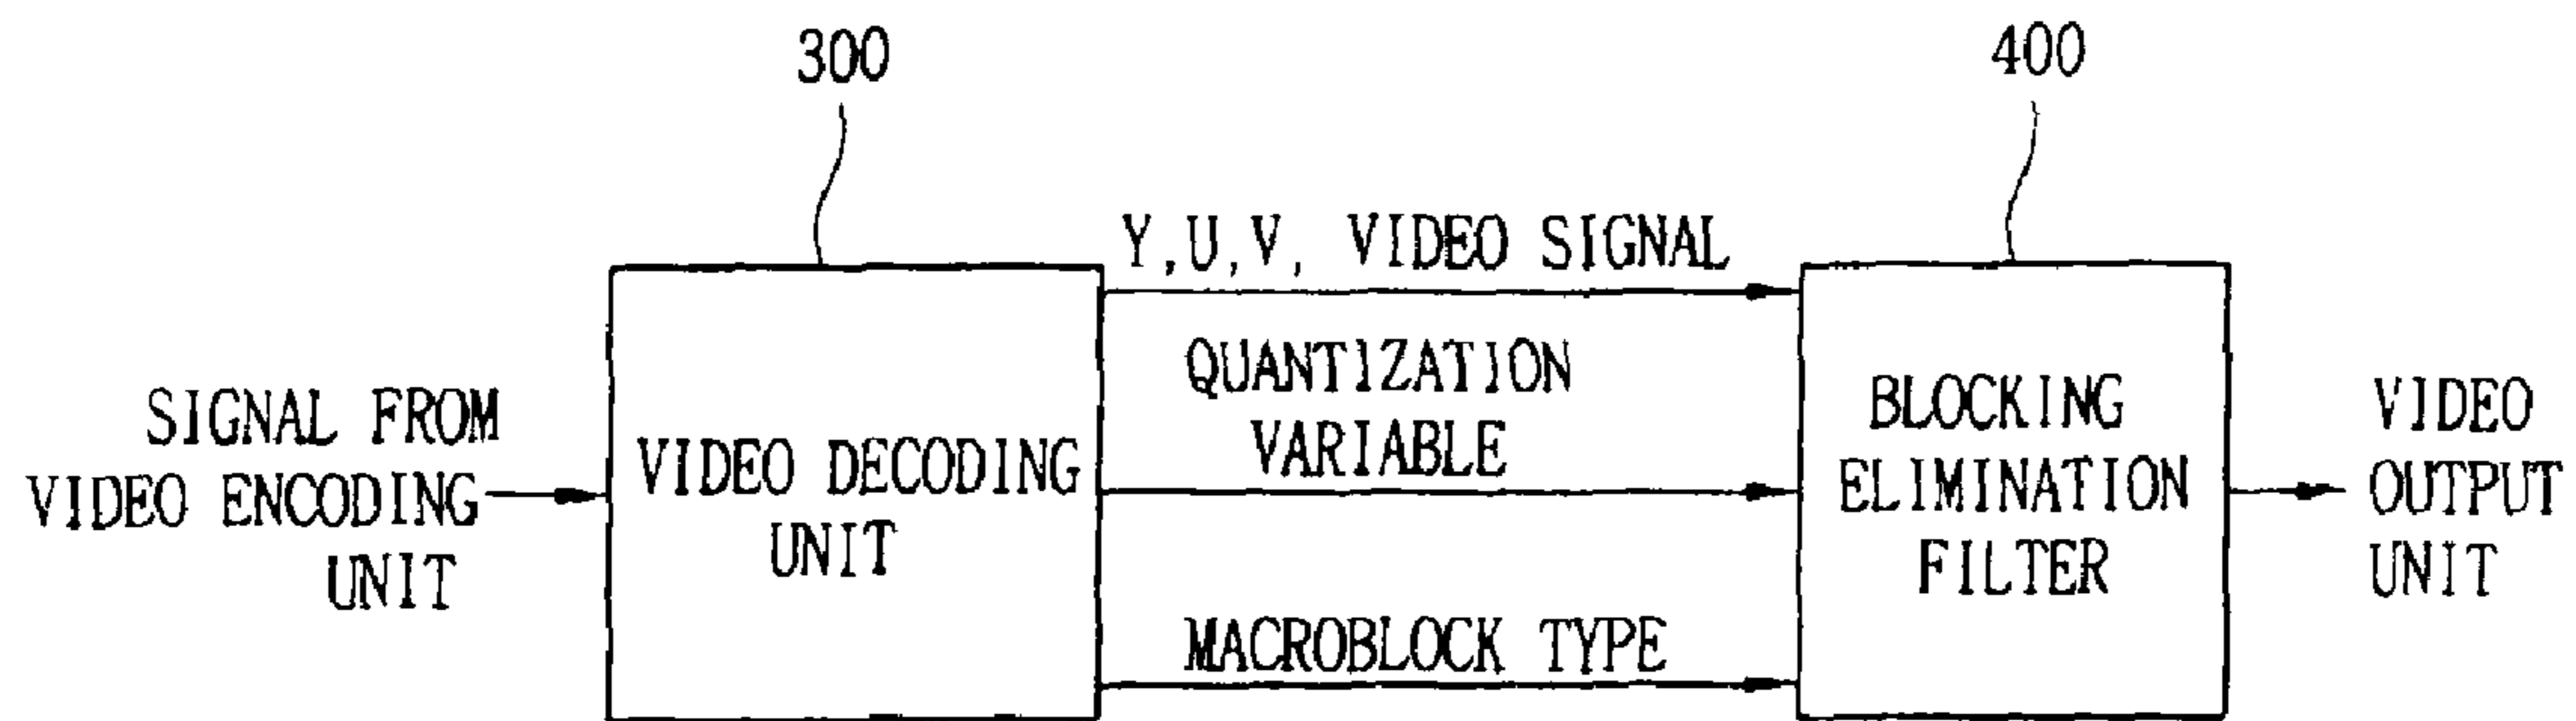 300
400
SIGNAL FROM
VIDEO ENCODING
UNIT
VIDEO DECODING
UNIT
Y,U,V, VIDEO SIGNAL
QUANTIZATION
VARIABLE
MACROBLOCK TYPE
BLOCKING
ELIMINATION
FILTER
VIDEO
OUTPUT
UNIT